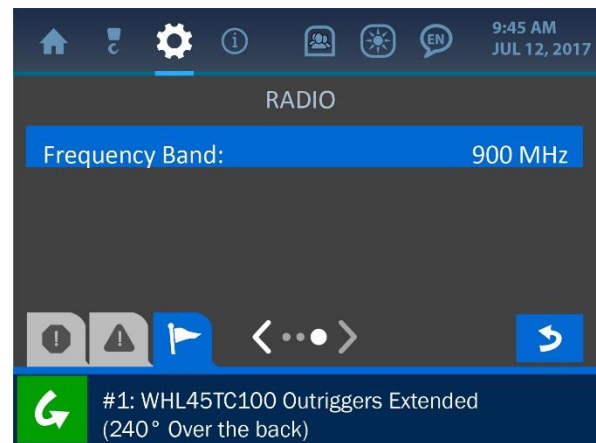 EN
9:45 AM
JUL 12, 2017
RADIO
Frequency Band: 900 MHz
#1: WHL45TC100 Outriggers Extended
(240° Over the back)